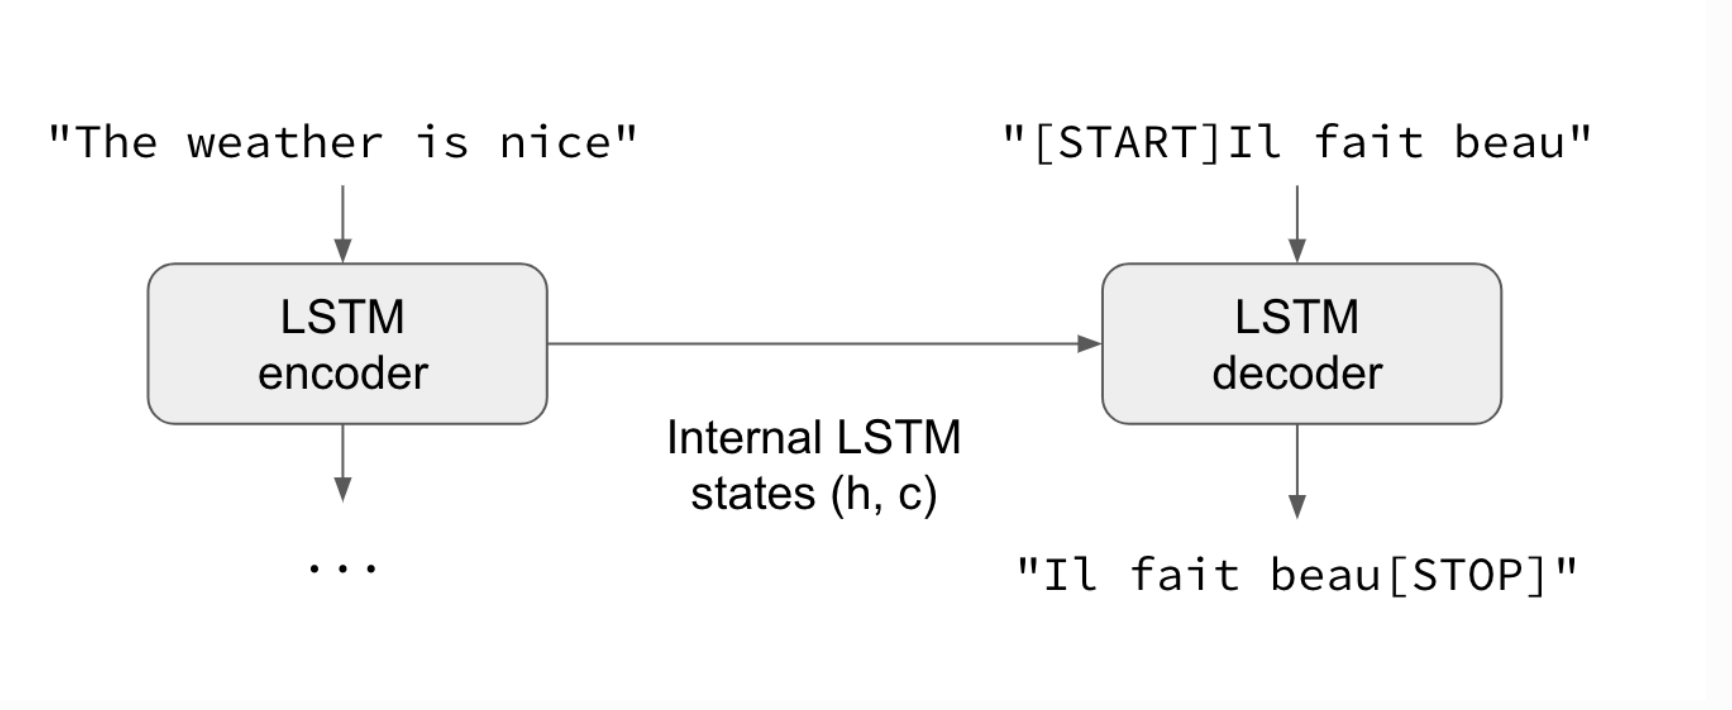 "The weather is nice"
"[START]Il fait beau"
LSTM
encoder
LSTM
decoder
Internal LSTM
states (h, c)
...
"Il fait beau[STOP]"